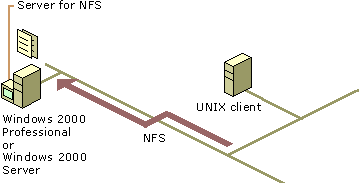 Server for NFS
UNIX client
Windows 2000
Professional
or
Windows 2000
Server
NFS